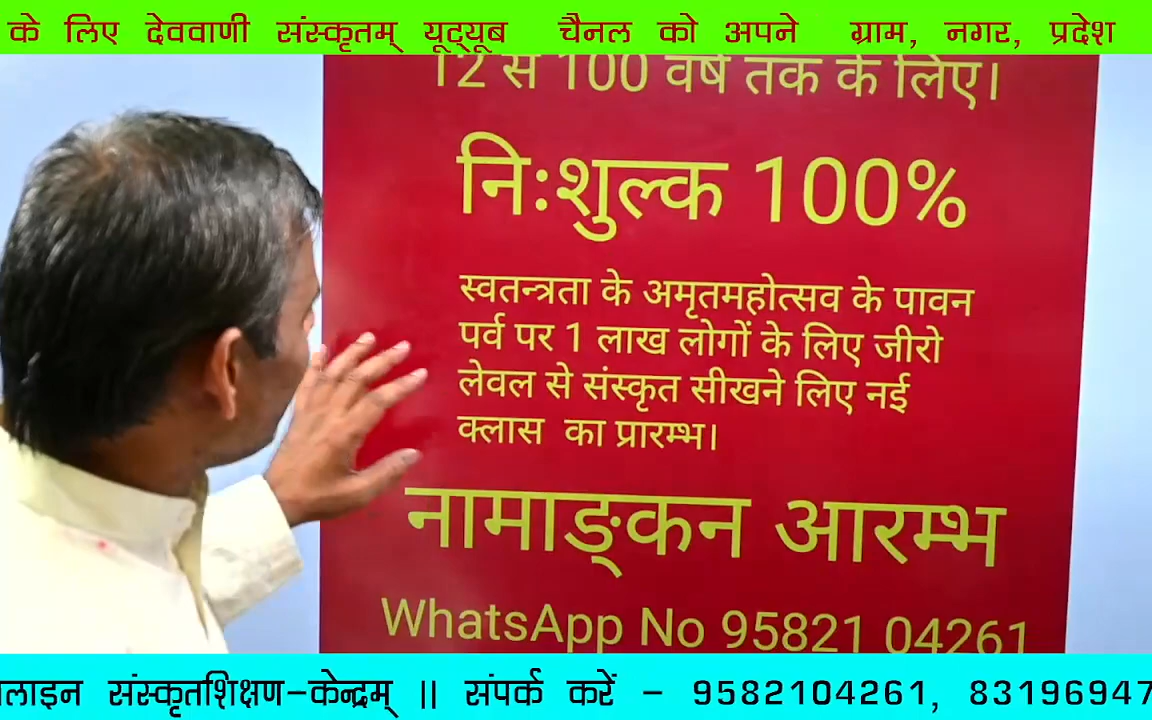 के लिए देववाणी संस्कृतम् यूट्यूब चैनल को अपने ग्राम, नगर, प्रदेश
12 से 100 वर्ष तक के लिए।
निःशुल्क 100%
स्वतन्त्रता के अमृतमहोत्सव के पावन
पर्व पर 1 लाख लोगों के लिए जीरो
लेवल से संस्कृत सीखने लिए नई
क्लास का प्रारम्भ।
नामाङ्कन आरम्भ
WhatsApp No 95821 04261
संस्कृतशिक्षण-केन्द्रम् || संपर्क करें - 9582104261,